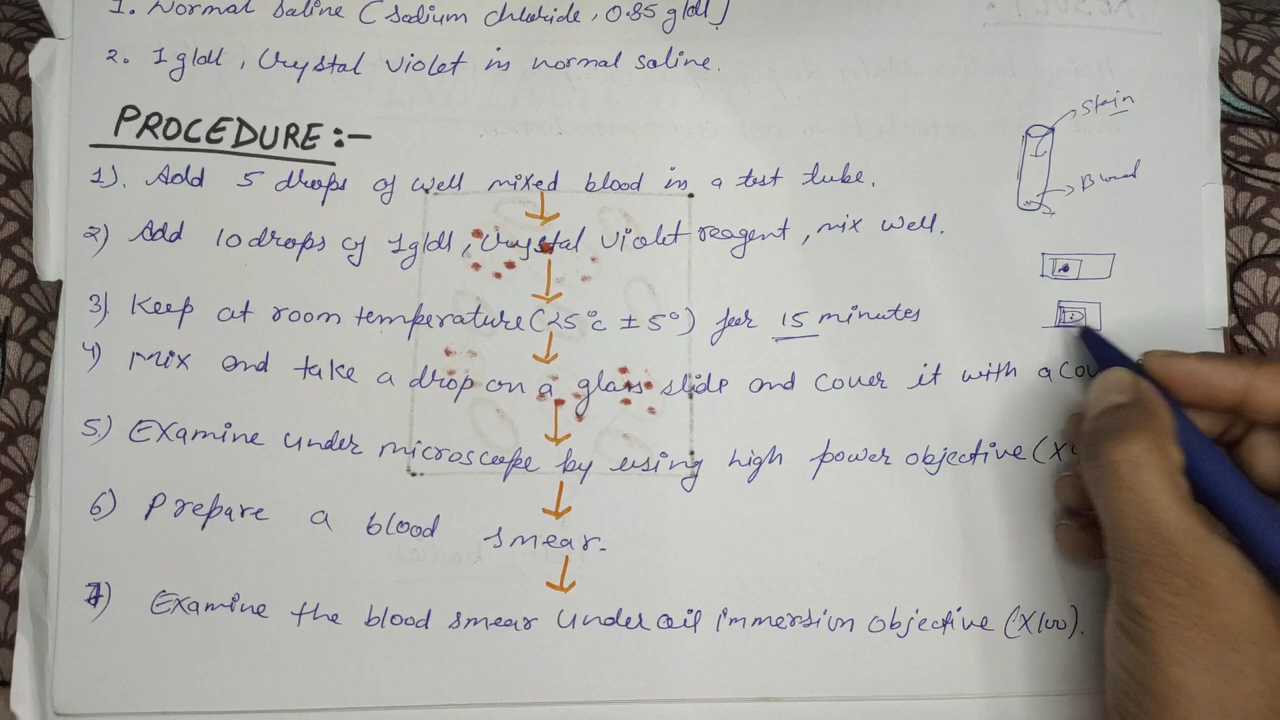 1. Normal Saline (Sodium chloride, 0.85 g/dl)
2. 1g/dl, Crystal Violet in normal saline.
PROCEDURE:-
Stain
1). Add 5 drops of well mixed blood in a test tube.
Blood
2) Add 10 drops of 1g/dl, Crystal Violet reagent, mix well.
3) Keep at room temperature (25°c ± 5°) for 15 minutes
4) Mix and take a drop on a glass slide and cover it with a
5.) Examine under microscope by using high power objective (X
6) Prepare a blood smear.
7) Examine the blood smear under oil immersion objective (X100).